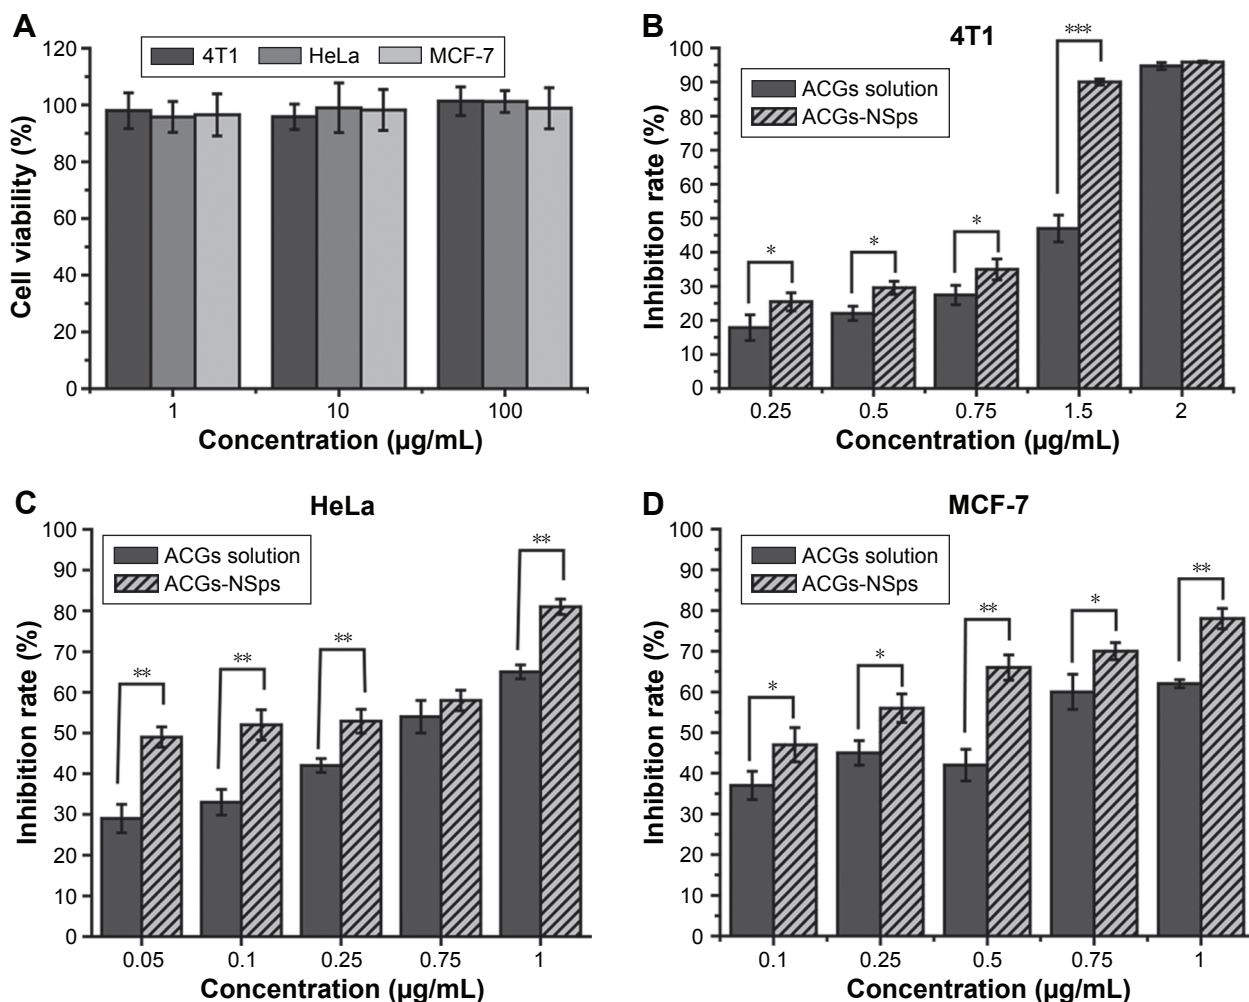 A
4T1 HeLa MCF-7
120
100
80
60
40
20
0
Cell viability (%)
1 10 100
Concentration (µg/mL)
B
4T1
ACGs solution
ACGs-NSps
100
90
80
70
60
50
40
30
20
10
0
Inhibition rate (%)
* * * *** 
0.25 0.5 0.75 1.5 2
Concentration (µg/mL)
C
HeLa
ACGs solution
ACGs-NSps
100
90
80
70
60
50
40
30
20
10
0
Inhibition rate (%)
** ** ** **
0.05 0.1 0.25 0.75 1
Concentration (µg/mL)
D
MCF-7
ACGs solution
ACGs-NSps
100
90
80
70
60
50
40
30
20
10
0
Inhibition rate (%)
* * ** * **
0.1 0.25 0.5 0.75 1
Concentration (µg/mL)